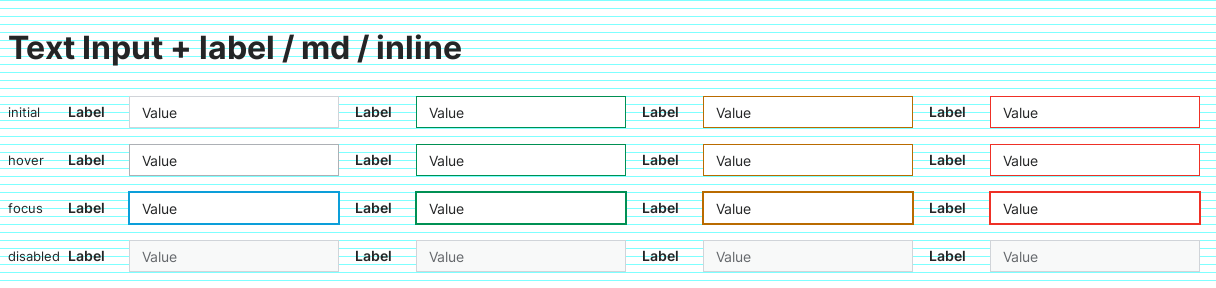 Text Input + label / md / inline
initial Label Value Label Value Label Value Label Value
hover Label Value Label Value Label Value Label Value
focus Label Value Label Value Label Value Label Value
disabled Label Value Label Value Label Value Label Value